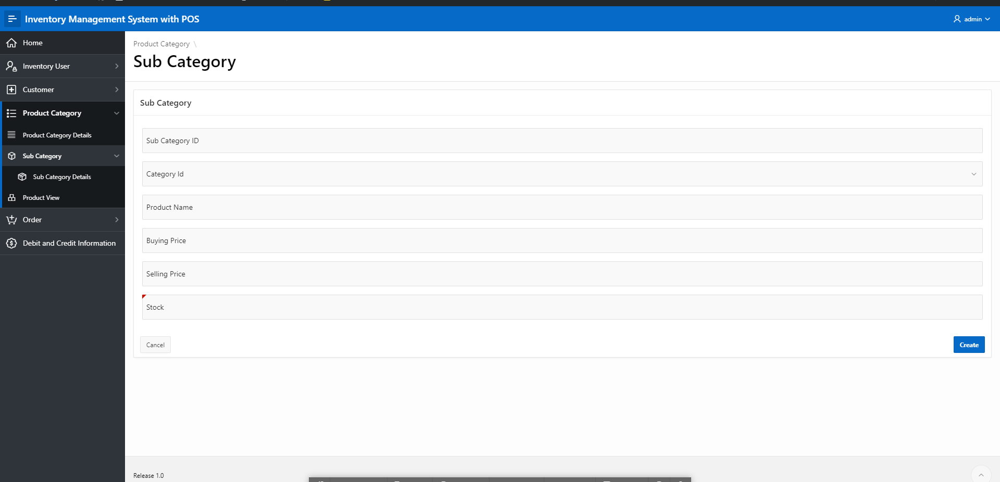 Inventory Management System with POS
admin
Home
Inventory User
Customer
Product Category
Product Category Details
Sub Category
Sub Category Details
Product View
Order
Debit and Credit Information
Product Category \
Sub Category
Sub Category
Sub Category ID
Category Id
Product Name
Buying Price
Selling Price
Stock
Cancel
Create
Release 1.0